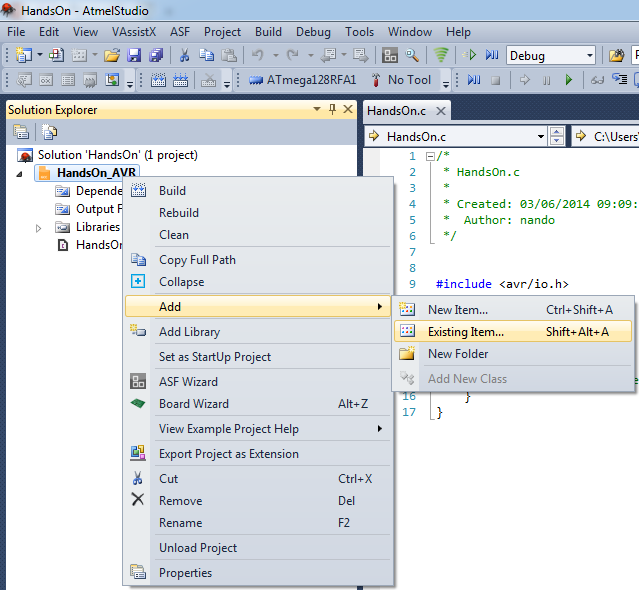 HandsOn - AtmelStudio
File Edit View VAssistX ASF Project Build Debug Tools Window Help
Debug
ATmega128RFA1 No Tool
Solution Explorer
HandsOn.c
Solution 'HandsOn' (1 project)
HandsOn_AVR
Depende
Output F
Libraries
HandsOn
Build
Rebuild
Clean
Copy Full Path
Collapse
Add
Add Library
Set as StartUp Project
ASF Wizard
Board Wizard Alt+Z
View Example Project Help
Export Project as Extension
Cut Ctrl+X
Remove Del
Rename F2
Unload Project
Properties
New Item... Ctrl+Shift+A
Existing Item... Shift+Alt+A
New Folder
Add New Class
HandsOn.c C:\Users
1 /*
2 * HandsOn.c
3 *
4 * Created: 03/06/2014 09:09:
5 * Author: nando
6 */
7
8
9 #include <avr/io.h>
16 }
17 }